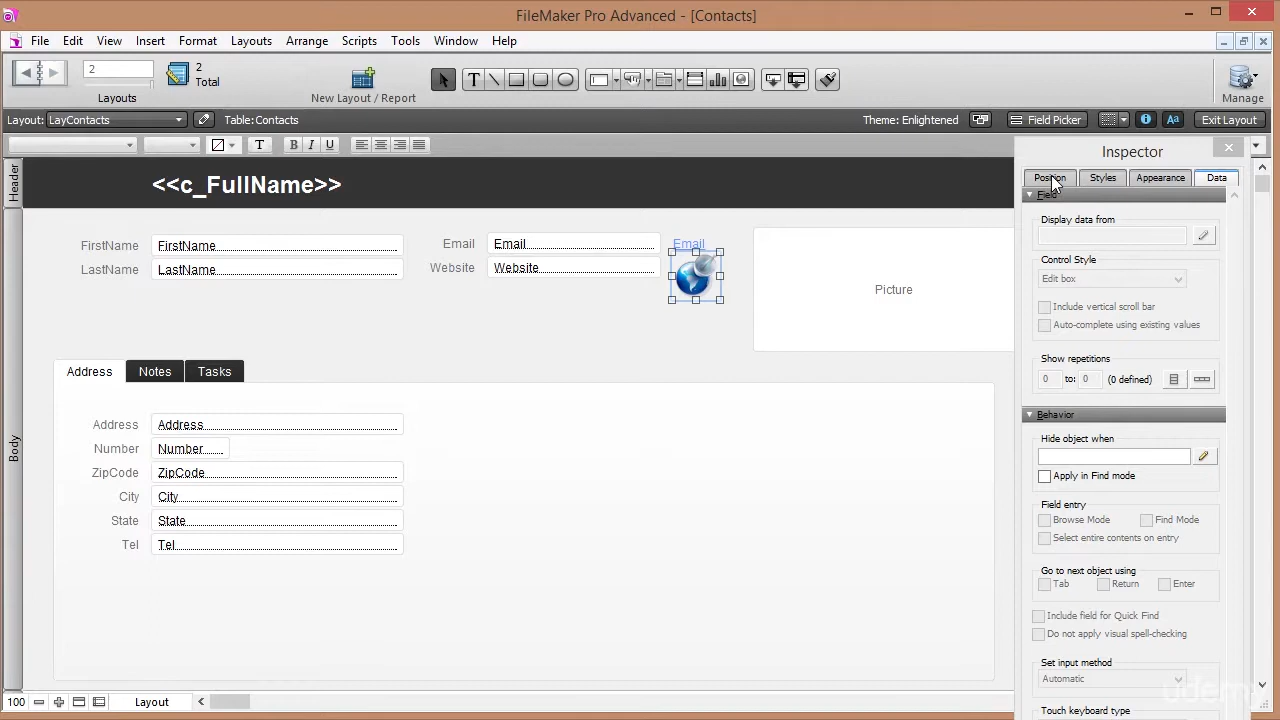 FileMaker Pro Advanced - [Contacts]
File Edit View Insert Format Layouts Arrange Scripts Tools Window Help
2
2
Total
Layouts
New Layout / Report
T
Manage
Layout: LayContacts
Table: Contacts
Theme: Enlightened
Field Picker
Aa
Exit Layout
T B I U
Inspector
Position Styles Appearance Data
Header
<<c_FullName>>
Field
Display data from
Control Style
Edit box
Include vertical scroll bar
Auto-complete using existing values
Show repetitions
0 to: 0 (0 defined)
Behavior
Hide object when
Apply in Find mode
Field entry
Browse Mode Find Mode
Select entire contents on entry
Go to next object using
Tab Return Enter
Include field for Quick Find
Do not apply visual spell-checking
Set input method
Automatic
Touch keyboard type
Body
FirstName FirstName
LastName LastName
Email Email Email
Website Website
Picture
Address Notes Tasks
Address Address
Number Number
ZipCode ZipCode
City City
State State
Tel Tel
100
Layout
udemy